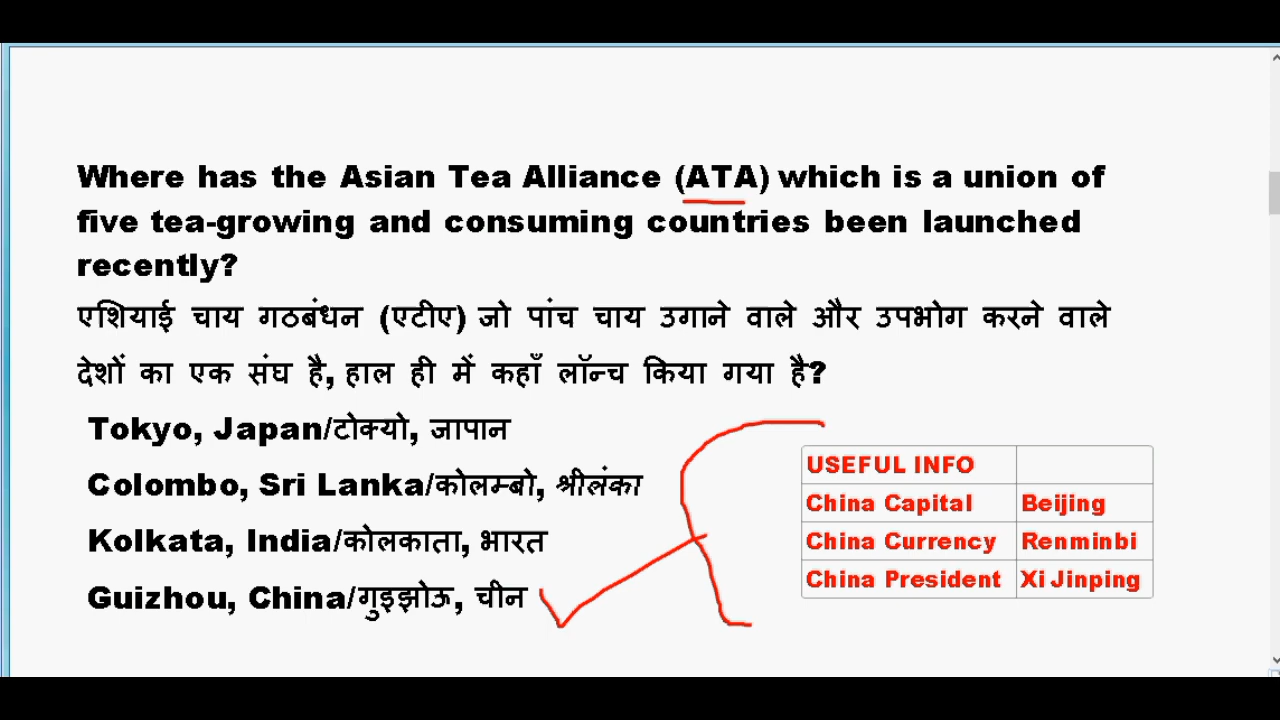 Where has the Asian Tea Alliance (ATA) which is a union of
five tea-growing and consuming countries been launched
recently?
एशियाई चाय गठबंधन (एटीए) जो पांच चाय उगाने वाले और उपभोग करने वाले
देशों का एक संघ है, हाल ही में कहाँ लॉन्च किया गया है?
Tokyo, Japan/टोक्यो, जापान
Colombo, Sri Lanka/कोलम्बो, श्रीलंका
Kolkata, India/कोलकाता, भारत
Guizhou, China/गुइझोऊ, चीन
USEFUL INFO
China Capital Beijing
China Currency Renminbi
China President Xi Jinping